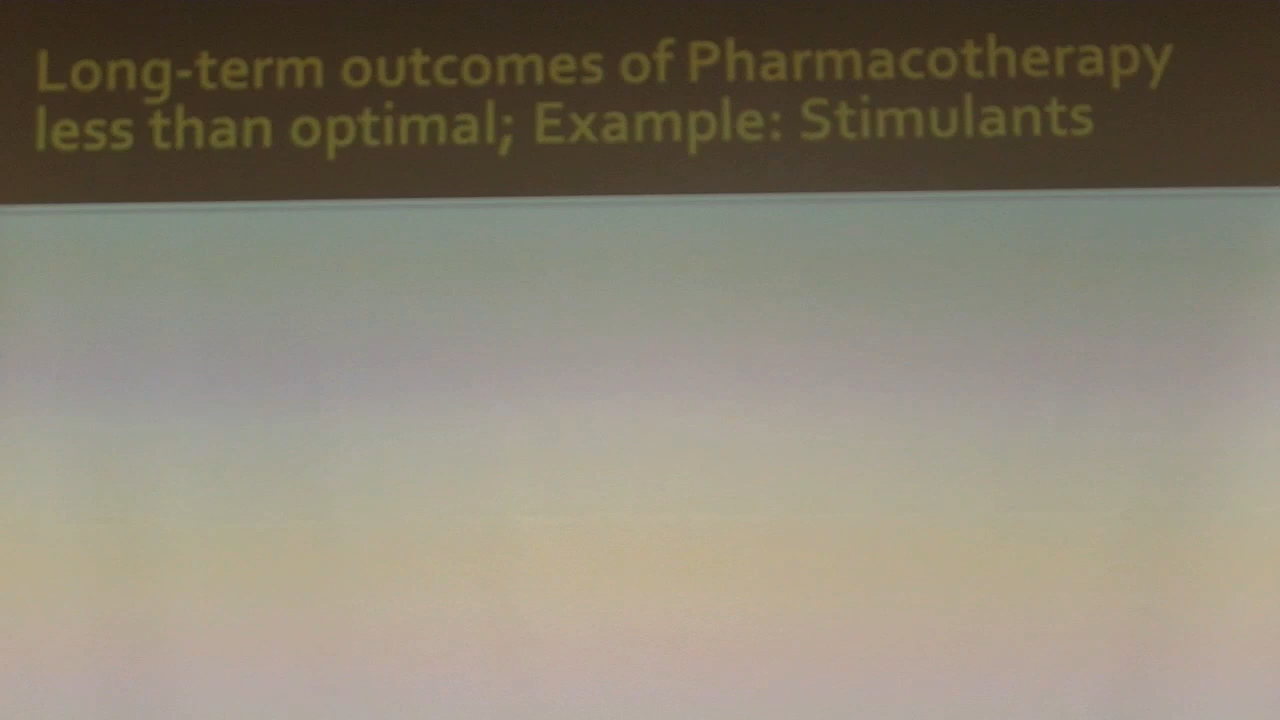 Long-term outcomes of Pharmacotherapy
less than optimal; Example: Stimulants